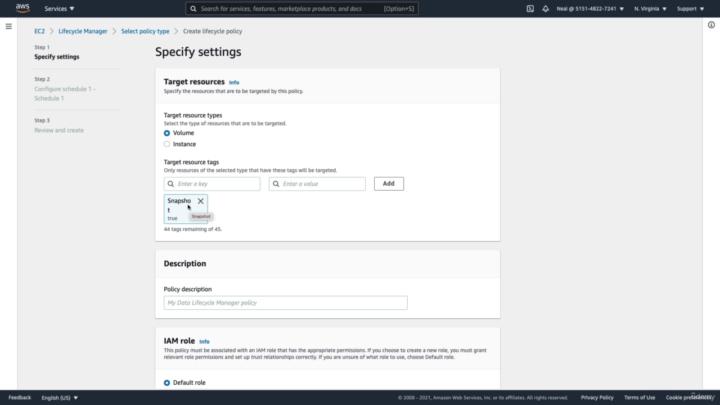 aws
Services ▼
Search for services, features, marketplace products, and docs
[Option+S]
Neal @ 5151-4822-7241 ▼
N. Virginia ▼
Support ▼
EC2 > Lifecycle Manager > Select policy type > Create lifecycle policy
Step 1
Specify settings
Step 2
Configure schedule 1 -
Schedule 1
Step 3
Review and create
Specify settings
Target resources Info
Specify the resources that are to be targeted by this policy.
Target resource types
Select the type of resources that are to be targeted.
Volume
Instance
Target resource tags
Only resources of the selected type that have these tags will be targeted.
Enter a key
Enter a value
Add
Snapsho
t
true
Snapshot
44 tags remaining of 45.
Description
Policy description
My Data Lifecycle Manager policy
IAM role Info
This policy must be associated with an IAM role that has the appropriate permissions. If you choose to create a new role, you must grant
relevant role permissions and set up trust relationships correctly. If you are unsure of what role to use, choose Default role.
Default role
Feedback
English (US) ▼
© 2008 - 2021, Amazon Web Services, Inc. or its affiliates. All rights reserved.
Privacy Policy
Terms of Use
Cookie preferences